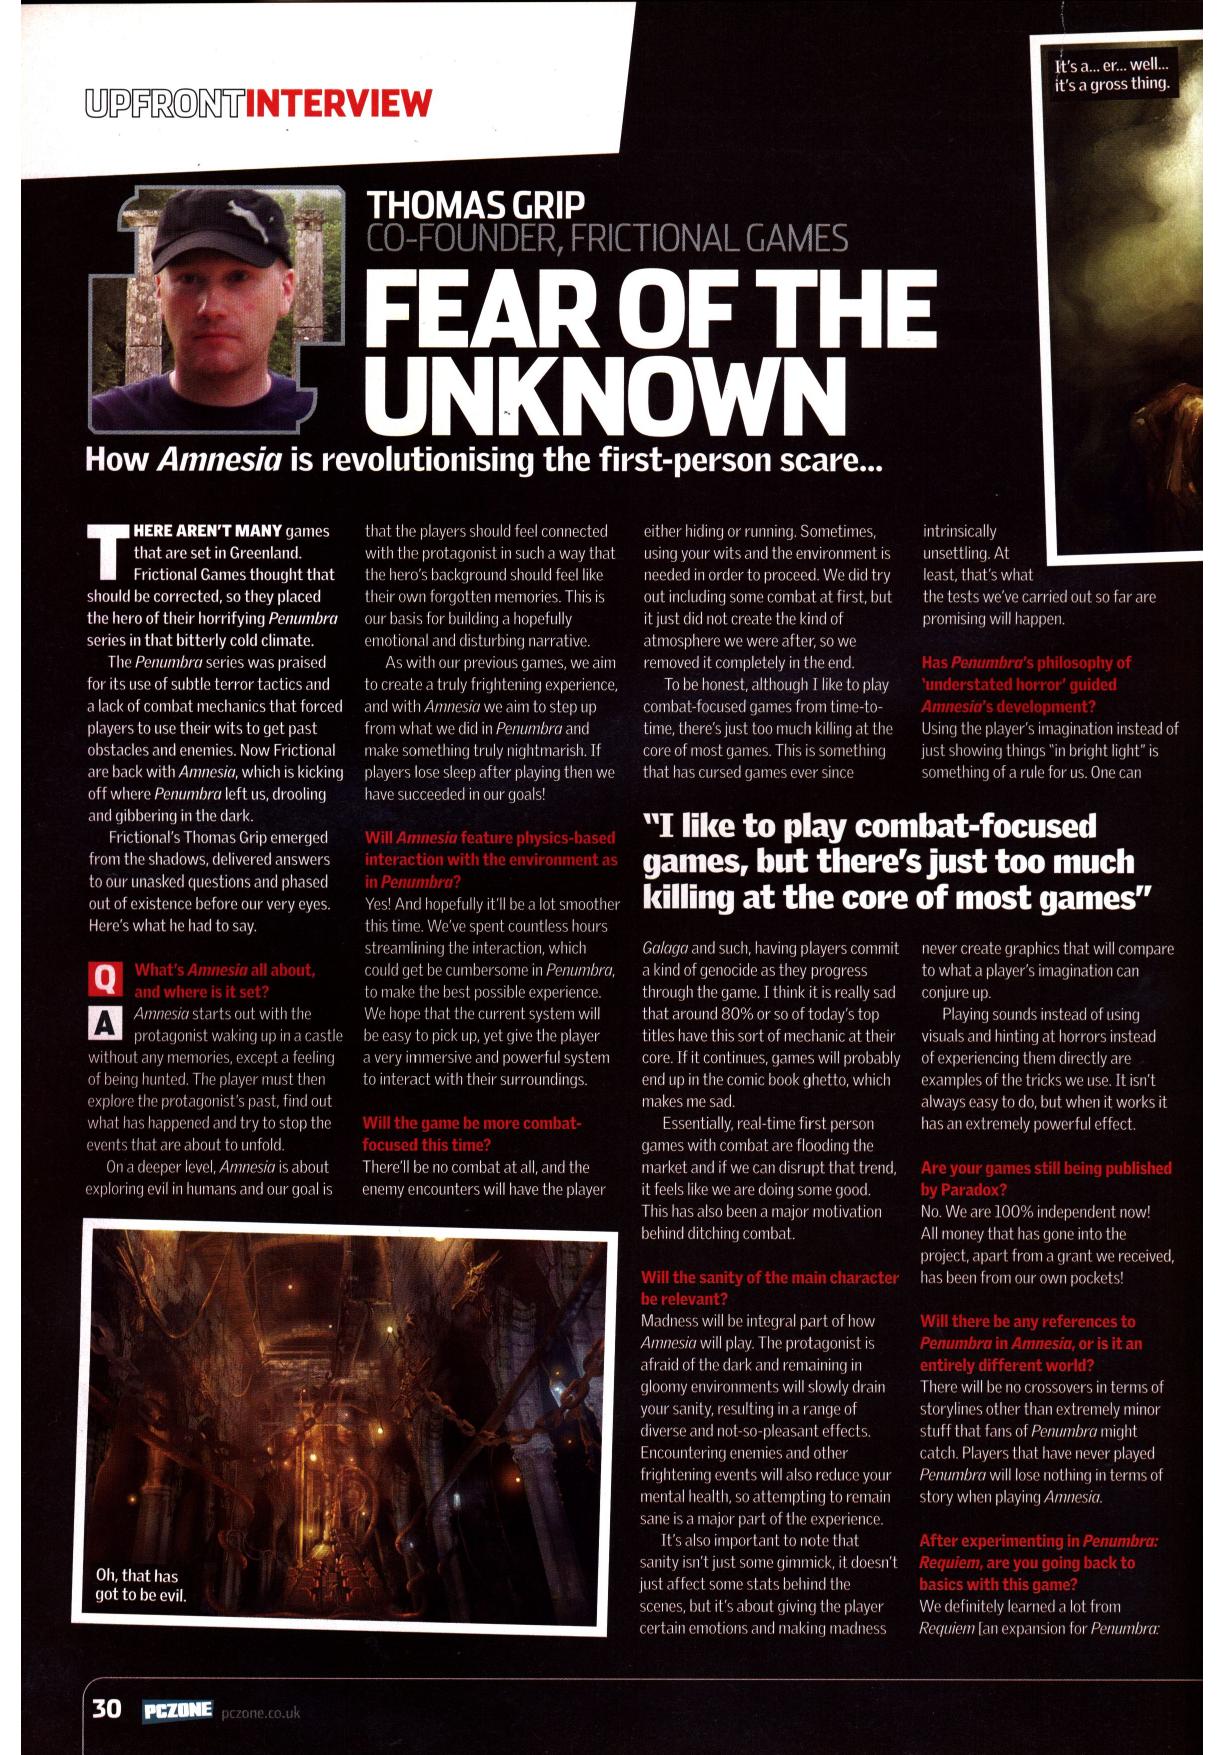 UPFRONTINTERVIEW
It's a... er... well...
it's a gross thing.
THOMAS GRIP
CO-FOUNDER, FRICTIONAL GAMES
FEAR OF THE
UNKNOWN
How Amnesia is revolutionising the first-person scare...
THERE AREN'T MANY games
that are set in Greenland.
Frictional Games thought that
should be corrected, so they placed
the hero of their horrifying Penumbra
series in that bitterly cold climate.
The Penumbra series was praised
for its use of subtle terror tactics and
a lack of combat mechanics that forced
players to use their wits to get past
obstacles and enemies. Now Frictional
are back with Amnesia, which is kicking
off where Penumbra left us, drooling
and gibbering in the dark.
Frictional's Thomas Grip emerged
from the shadows, delivered answers
to our unasked questions and phased
out of existence before our very eyes.
Here's what he had to say.
Q What's Amnesia all about,
and where is it set?
A Amnesia starts out with the
protagonist waking up in a castle
without any memories, except a feeling
of being hunted. The player must then
explore the protagonist's past, find out
what has happened and try to stop the
events that are about to unfold.
On a deeper level, Amnesia is about
exploring evil in humans and our goal is
that the players should feel connected
with the protagonist in such a way that
the hero's background should feel like
their own forgotten memories. This is
our basis for building a hopefully
emotional and disturbing narrative.
As with our previous games, we aim
to create a truly frightening experience,
and with Amnesia we aim to step up
from what we did in Penumbra and
make something truly nightmarish. If
players lose sleep after playing then we
have succeeded in our goals!
Will Amnesia feature physics-based
interaction with the environment as
in Penumbra?
Yes! And hopefully it'll be a lot smoother
this time. We've spent countless hours
streamlining the interaction, which
could get be cumbersome in Penumbra,
to make the best possible experience.
We hope that the current system will
be easy to pick up, yet give the player
a very immersive and powerful system
to interact with their surroundings.
Will the game be more combat-
focused this time?
There'll be no combat at all, and the
enemy encounters will have the player
either hiding or running. Sometimes,
using your wits and the environment is
needed in order to proceed. We did try
out including some combat at first, but
it just did not create the kind of
atmosphere we were after, so we
removed it completely in the end.
To be honest, although I like to play
combat-focused games from time-to-
time, there's just too much killing at the
core of most games. This is something
that has cursed games ever since
"I like to play combat-focused
games, but there's just too much
killing at the core of most games"
Galaga and such, having players commit
a kind of genocide as they progress
through the game. I think it is really sad
that around 80% or so of today's top
titles have this sort of mechanic at their
core. If it continues, games will probably
end up in the comic book ghetto, which
makes me sad.
Essentially, real-time first person
games with combat are flooding the
market and if we can disrupt that trend,
it feels like we are doing some good.
This has also been a major motivation
behind ditching combat.
Will the sanity of the main character
be relevant?
Madness will be integral part of how
Amnesia will play. The protagonist is
afraid of the dark and remaining in
gloomy environments will slowly drain
your sanity, resulting in a range of
diverse and not-so-pleasant effects.
Encountering enemies and other
frightening events will also reduce your
mental health, so attempting to remain
sane is a major part of the experience.
It's also important to note that
sanity isn't just some gimmick, it doesn't
just affect some stats behind the
scenes, but it's about giving the player
certain emotions and making madness
intrinsically
unsettling. At
least, that's what
the tests we've carried out so far are
promising will happen.
Has Penumbra's philosophy of
'understated horror' guided
Amnesia's development?
Using the player's imagination instead of
just showing things "in bright light" is
something of a rule for us. One can
never create graphics that will compare
to what a player's imagination can
conjure up.
Playing sounds instead of using
visuals and hinting at horrors instead
of experiencing them directly are
examples of the tricks we use. It isn't
always easy to do, but when it works it
has an extremely powerful effect.
Are your games still being published
by Paradox?
No. We are 100% independent now!
All money that has gone into the
project, apart from a grant we received,
has been from our own pockets!
Will there be any references to
Penumbra in Amnesia, or is it an
entirely different world?
There will be no crossovers in terms of
storylines other than extremely minor
stuff that fans of Penumbra might
catch. Players that have never played
Penumbra will lose nothing in terms of
story when playing Amnesia.
After experimenting in Penumbra:
Requiem, are you going back to
basics with this game?
We definitely learned a lot from
Requiem [an expansion for Penumbra:
Oh, that has
got to be evil.
30 PCZONE pczone.co.uk